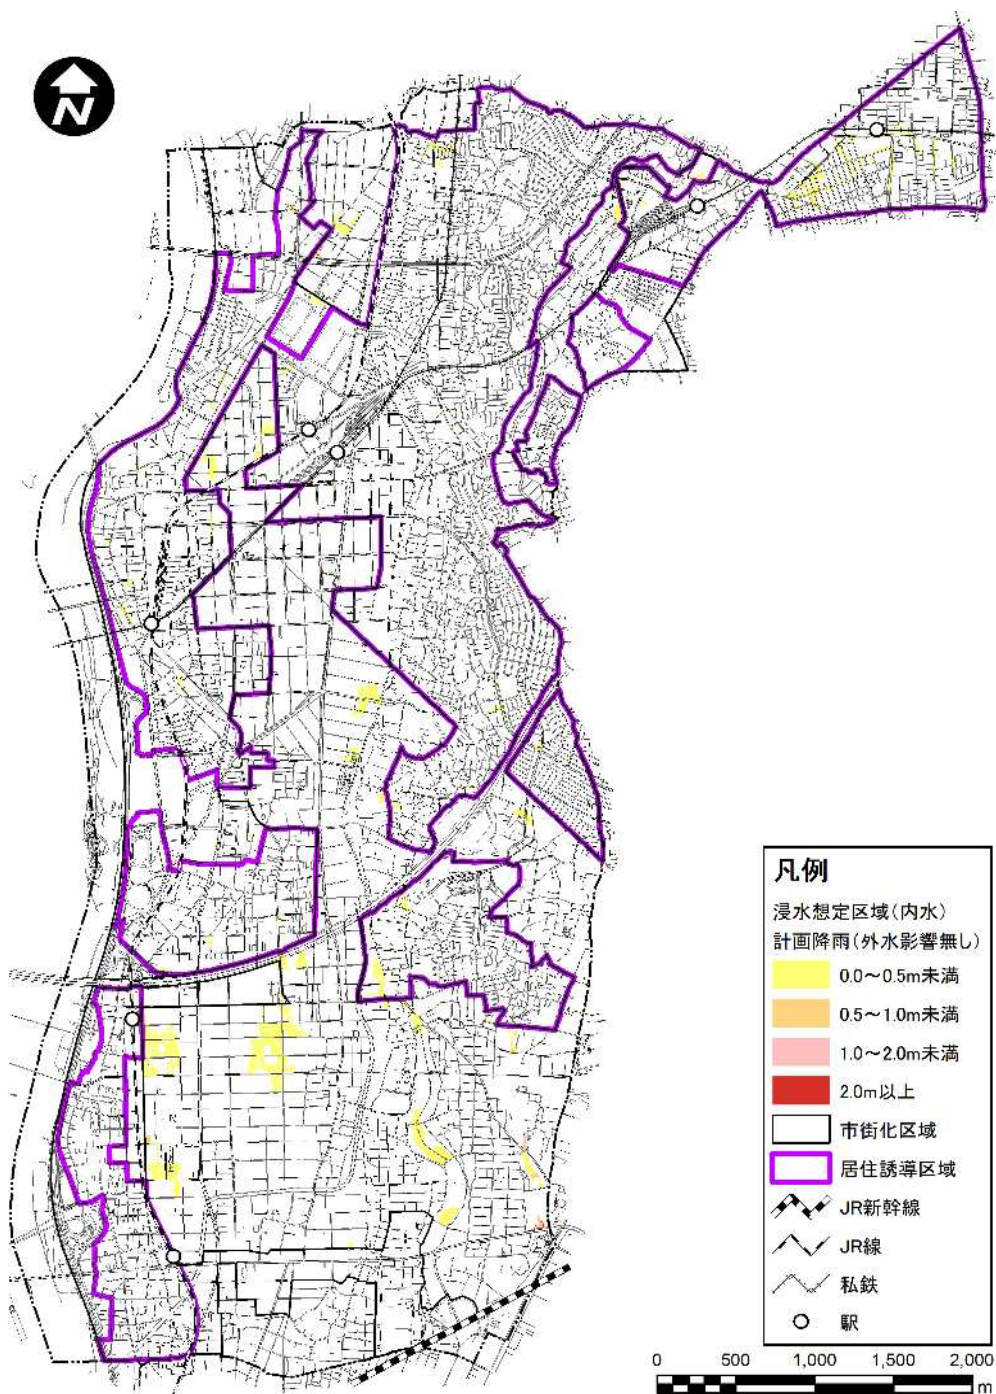 N
凡例
浸水想定区域(内水)
計画降雨(外水影響無し)
0.0～0.5m未満
0.5～1.0m未満
1.0～2.0m未満
2.0m以上
市街化区域
居住誘導区域
JR新幹線
JR線
私鉄
駅
0 500 1,000 1,500 2,000
m